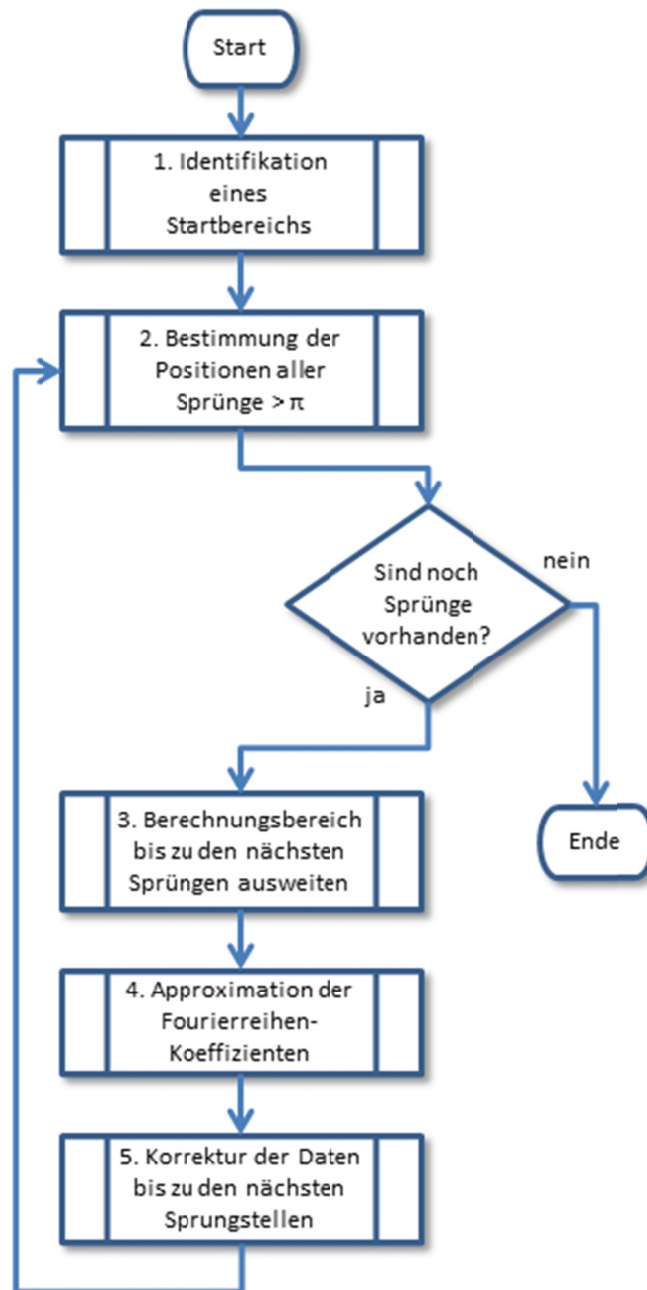 Start
1. Identifikation
eines
Startbereichs
2. Bestimmung der
Positionen aller
Sprünge > π
Sind noch
Sprünge
vorhanden?
nein
ja
3. Berechnungsbereich
bis zu den nächsten
Sprüngen ausweiten
Ende
4. Approximation der
Fourierreihen-
Koeffizienten
5. Korrektur der Daten
bis zu den nächsten
Sprungstellen